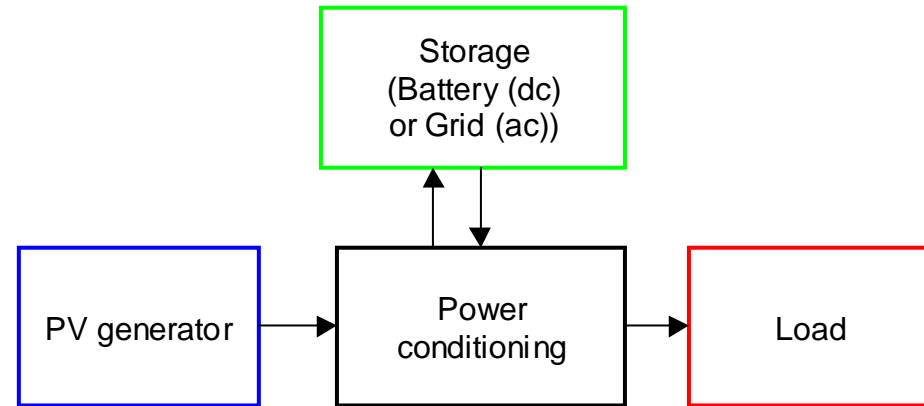 Storage
(Battery (dc)
or Grid (ac))
PV generator
Power
conditioning
Load